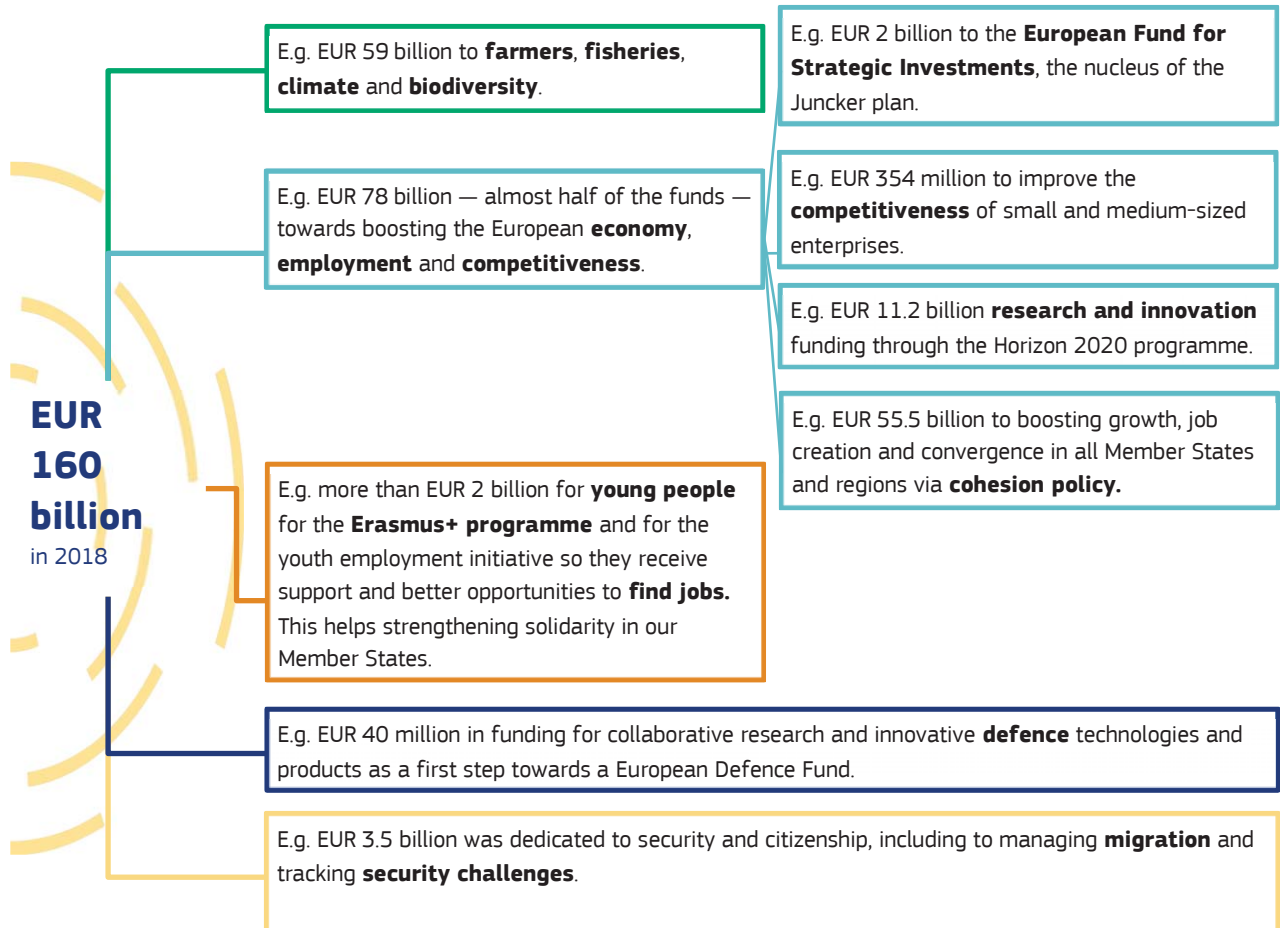 EUR
160
billion
in 2018
E.g. EUR 59 billion to farmers, fisheries,
climate and biodiversity.
E.g. EUR 78 billion — almost half of the funds —
towards boosting the European economy,
employment and competitiveness.
E.g. EUR 2 billion to the European Fund for
Strategic Investments, the nucleus of the
Juncker plan.
E.g. EUR 354 million to improve the
competitiveness of small and medium-sized
enterprises.
E.g. EUR 11.2 billion research and innovation
funding through the Horizon 2020 programme.
E.g. EUR 55.5 billion to boosting growth, job
creation and convergence in all Member States
and regions via cohesion policy.
E.g. more than EUR 2 billion for young people
for the Erasmus+ programme and for the
youth employment initiative so they receive
support and better opportunities to find jobs.
This helps strengthening solidarity in our
Member States.
E.g. EUR 40 million in funding for collaborative research and innovative defence technologies and
products as a first step towards a European Defence Fund.
E.g. EUR 3.5 billion was dedicated to security and citizenship, including to managing migration and
tracking security challenges.